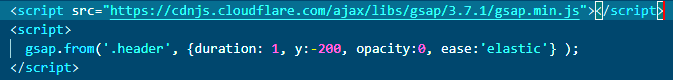 <script src="https://cdnjs.cloudflare.com/ajax/libs/gsap/3.7.1/gsap.min.js"></script>
<script>
  gsap.from('.header', {duration: 1, y:-200, opacity:0, ease:'elastic'} );
</script>